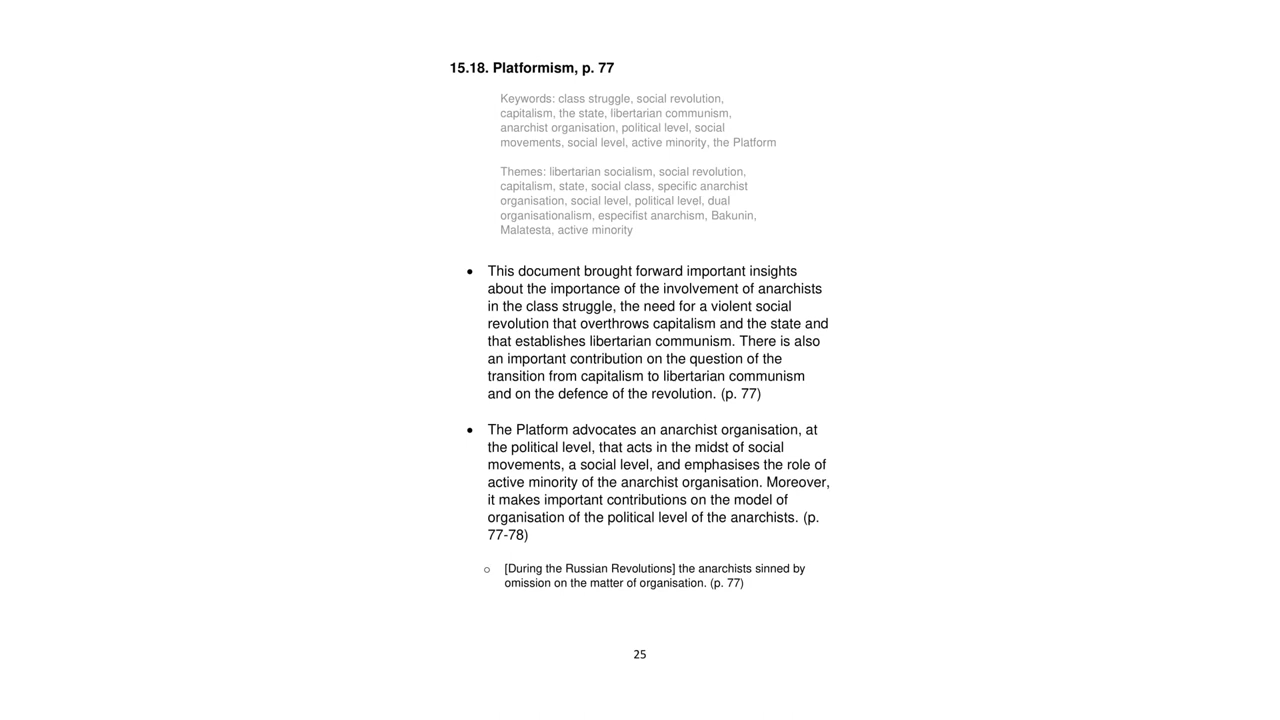 15.18. Platformism, p. 77
Keywords: class struggle, social revolution,
capitalism, the state, libertarian communism,
anarchist organisation, political level, social
movements, social level, active minority, the Platform
Themes: libertarian socialism, social revolution,
capitalism, state, social class, specific anarchist
organisation, social level, political level, dual
organisationalism, especifist anarchism, Bakunin,
Malatesta, active minority
• This document brought forward important insights
about the importance of the involvement of anarchists
in the class struggle, the need for a violent social
revolution that overthrows capitalism and the state and
that establishes libertarian communism. There is also
an important contribution on the question of the
transition from capitalism to libertarian communism
and on the defence of the revolution. (p. 77)
• The Platform advocates an anarchist organisation, at
the political level, that acts in the midst of social
movements, a social level, and emphasises the role of
active minority of the anarchist organisation. Moreover,
it makes important contributions on the model of
organisation of the political level of the anarchists. (p.
77-78)
o [During the Russian Revolutions] the anarchists sinned by
omission on the matter of organisation. (p. 77)
25